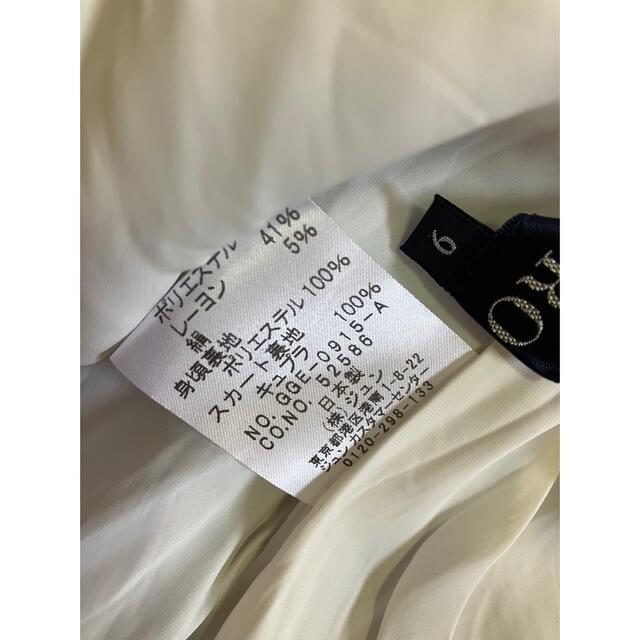 ポリエステル 41%
レーヨン 5%
絹
身頃裏地
ポリエステル 100%
スカート裏地
キュプラ 100%
NO. GGE-0915-A
CO.NO. 52586
日本製
(株)ジュン
東京都港区港南1-8-22
ジュンカスタマーセンター
0120-298-133
6